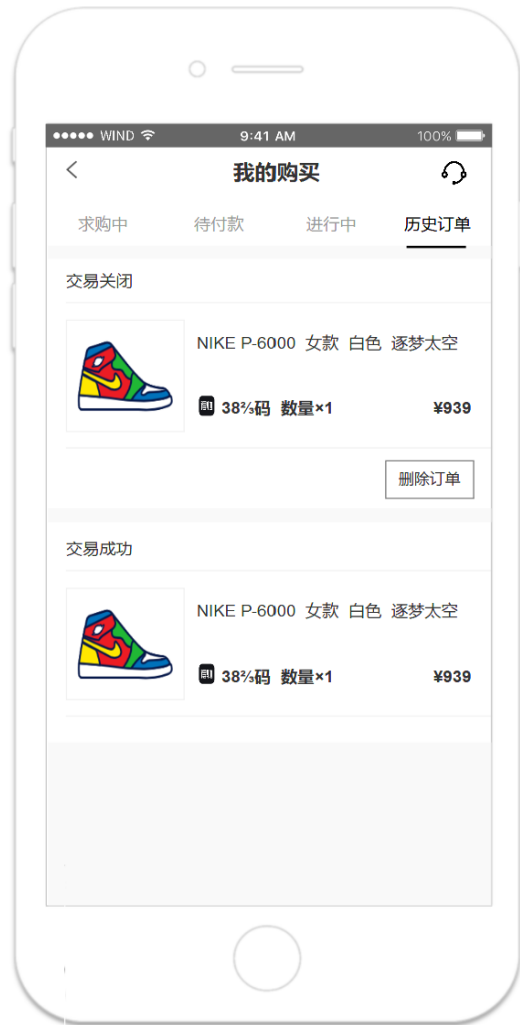 WIND 9:41 AM 100%
我的购买
求购中 待付款 进行中 历史订单
交易关闭
NIKE P-6000 女款 白色 逐梦太空
38⅔码 数量×1 ¥939
删除订单
交易成功
NIKE P-6000 女款 白色 逐梦太空
38⅔码 数量×1 ¥939